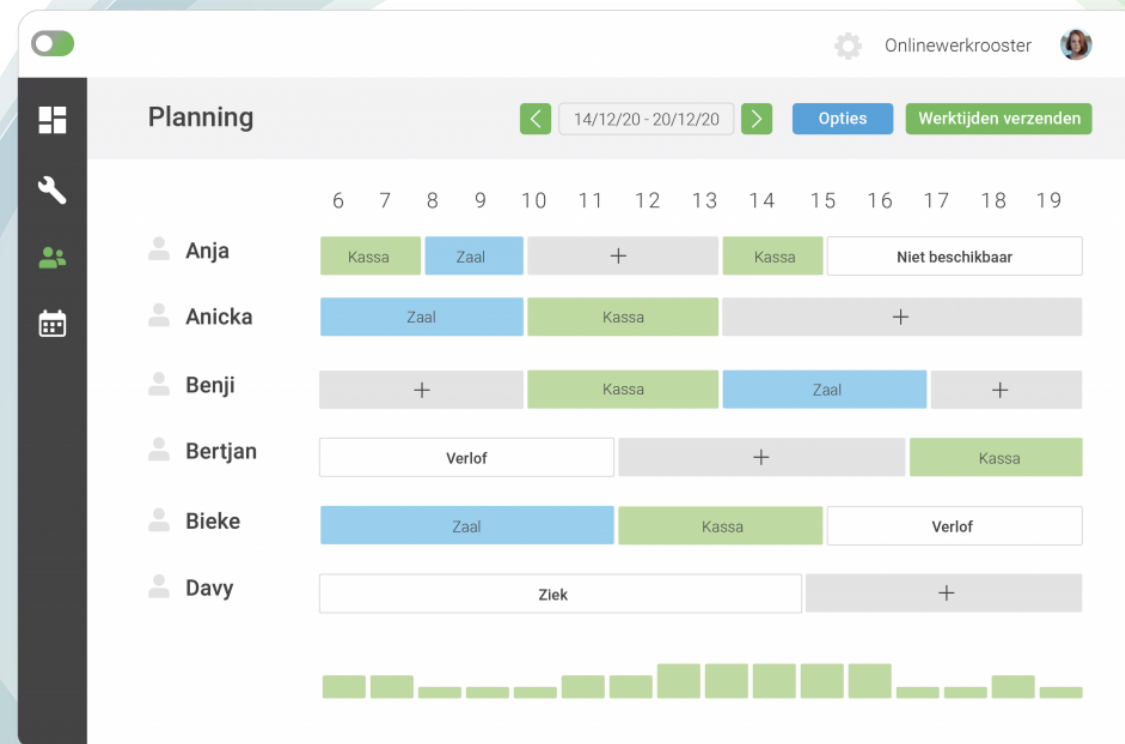 Onlinewerkrooster
Planning
14/12/20 - 20/12/20
Opties
Werktijden verzenden
6 7 8 9 10 11 12 13 14 15 16 17 18 19
Anja Kassa Zaal + Kassa Niet beschikbaar
Anicka Zaal Kassa +
Benji + Kassa Zaal +
Bertjan Verlof + Kassa
Bieke Zaal Kassa Verlof
Davy Ziek +